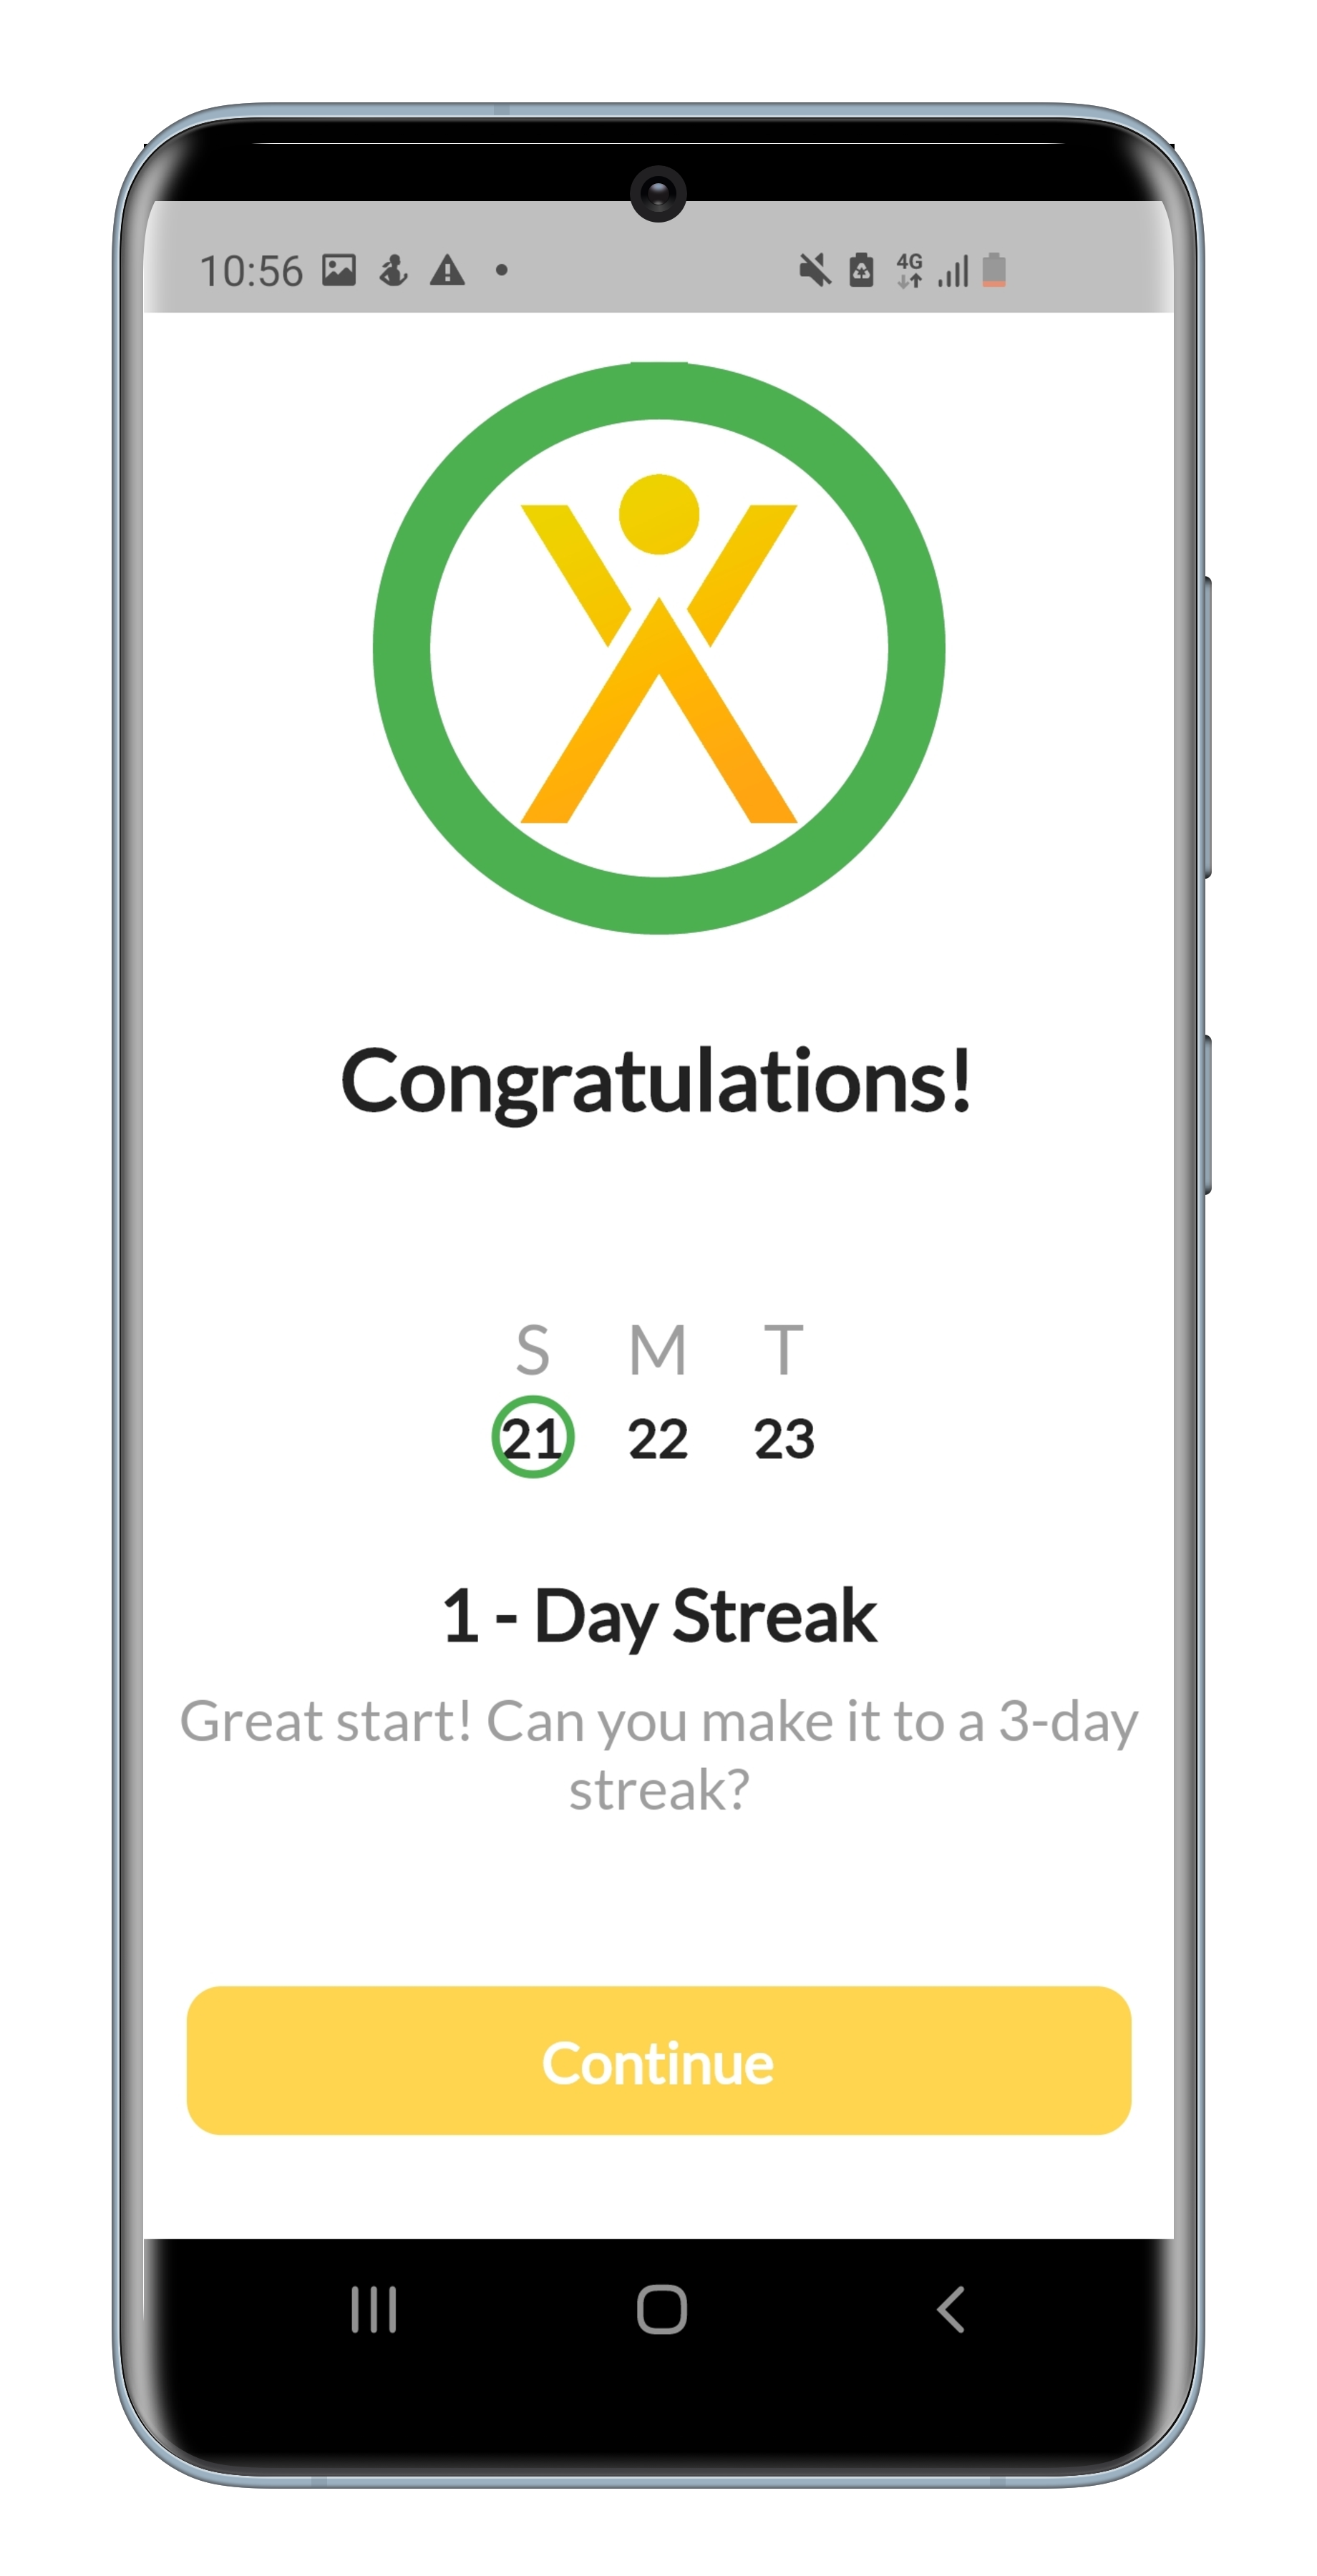 10:56 4G
Congratulations!
S M T
21 22 23
1 - Day Streak
Great start! Can you make it to a 3-day
streak?
Continue